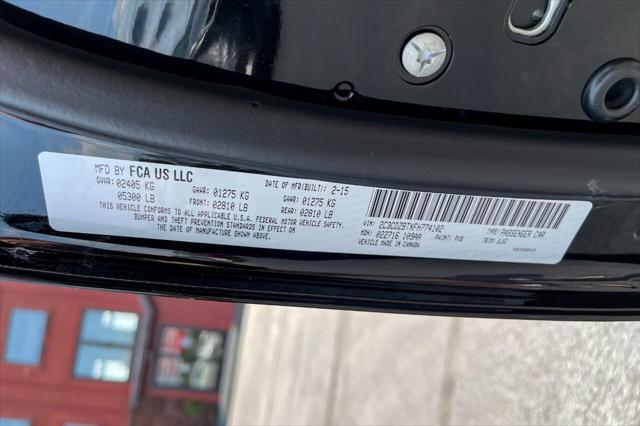 MFD BY FCA US LLC DATE OF MFR(BUILT): 2-15
GVWR: 02405 KG GAWR: 01275 KG GAWR: 01275 KG
05300 LB FRONT: 02810 LB REAR: 02810 LB
THIS VEHICLE CONFORMS TO ALL APPLICABLE U.S.A. FEDERAL MOTOR VEHICLE SAFETY,
BUMPER AND THEFT PREVENTION STANDARDS IN EFFECT ON
THE DATE OF MANUFACTURE SHOWN ABOVE.
VIN: 2C3CDZBTXFH774102 TYPE: PASSENGER CAR
MDH: 022716 10944 PAINT: PX8
VEHICLE MADE IN CANADA